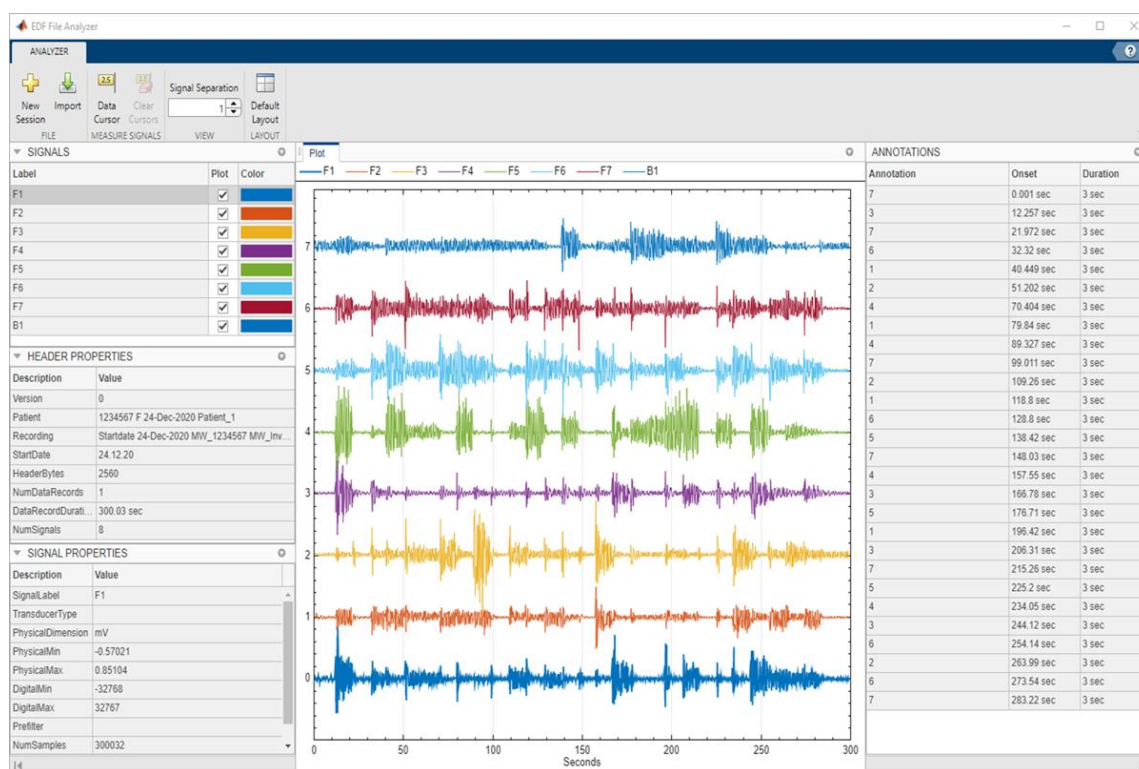 EDF File Analyzer
ANALYZER
New Session
Import
Data Cursor
Clear Cursors
Signal Separation
1
Default Layout
FILE
MEASURE SIGNALS
VIEW
LAYOUT
SIGNALS
Label Plot Color
F1
F2
F3
F4
F5
F6
F7
B1
HEADER PROPERTIES
Description Value
Version 0
Patient 1234567 F 24-Dec-2020 Patient_1
Recording Startdate 24-Dec-2020 MW_1234567 MW_Inv...
StartDate 24.12.20
HeaderBytes 2560
NumDataRecords 1
DataRecordDurati... 300.03 sec
NumSignals 8
SIGNAL PROPERTIES
Description Value
SignalLabel F1
TransducerType
PhysicalDimension mV
PhysicalMin -0.57021
PhysicalMax 0.85104
DigitalMin -32768
DigitalMax 32767
Prefilter
NumSamples 300032
Plot
F1 F2 F3 F4 F5 F6 F7 B1
7
6
5
4
3
2
1
0
0 50 100 150 200 250 300
Seconds
ANNOTATIONS
Annotation Onset Duration
7 0.001 sec 3 sec
3 12.257 sec 3 sec
7 21.972 sec 3 sec
6 32.32 sec 3 sec
1 40.449 sec 3 sec
2 51.202 sec 3 sec
4 70.404 sec 3 sec
1 79.84 sec 3 sec
4 89.327 sec 3 sec
7 99.011 sec 3 sec
2 109.26 sec 3 sec
1 118.8 sec 3 sec
6 128.8 sec 3 sec
5 138.42 sec 3 sec
7 148.03 sec 3 sec
4 157.55 sec 3 sec
3 166.78 sec 3 sec
5 176.71 sec 3 sec
1 196.42 sec 3 sec
3 206.31 sec 3 sec
7 215.26 sec 3 sec
5 225.2 sec 3 sec
4 234.05 sec 3 sec
3 244.12 sec 3 sec
6 254.14 sec 3 sec
2 263.99 sec 3 sec
6 273.54 sec 3 sec
7 283.22 sec 3 sec